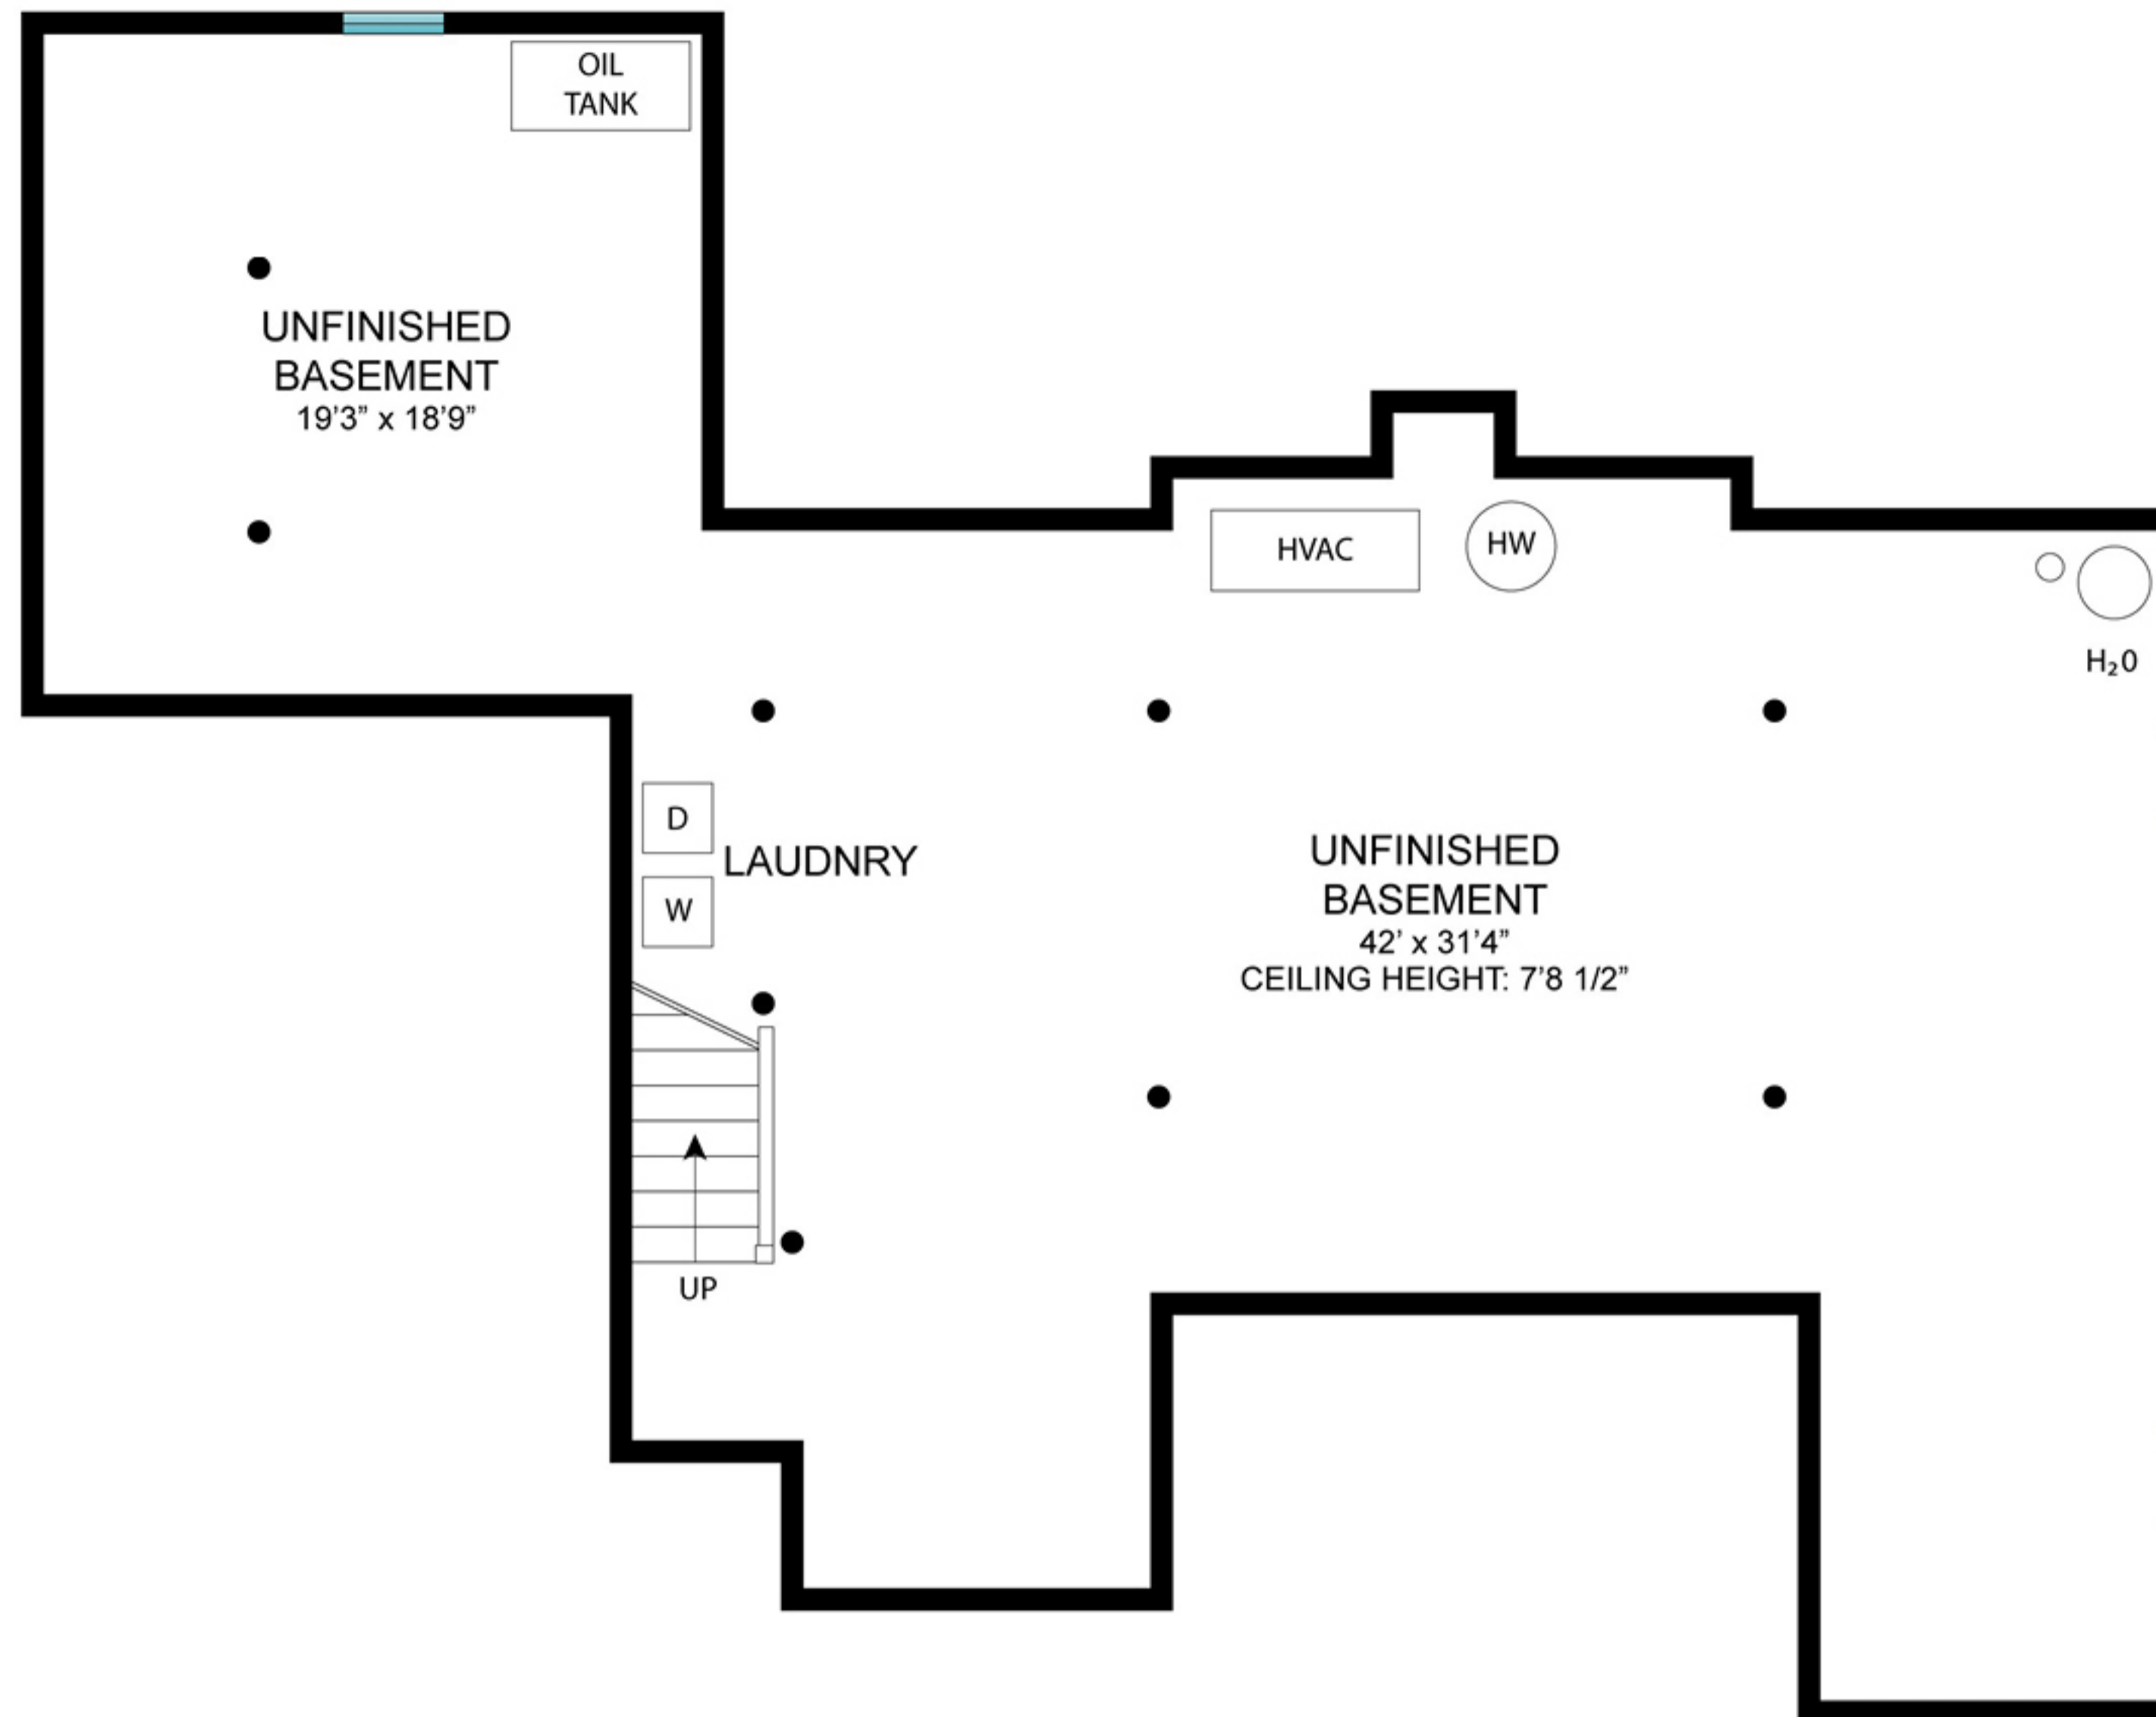 OIL
TANK
UNFINISHED
BASEMENT
19’3” x 18’9”
HVAC
HW
H₂0
D
LAUDNRY
W
UNFINISHED
BASEMENT
42’ x 31’4”
CEILING HEIGHT: 7’8 1/2”
UP